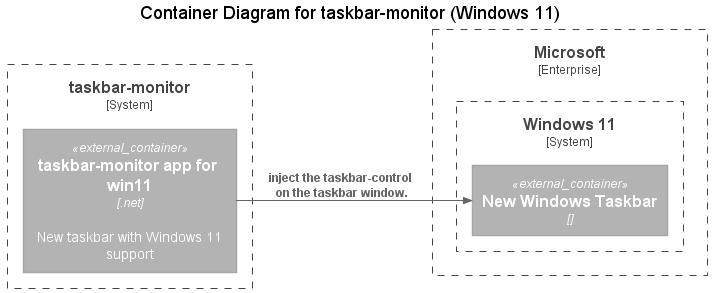 Container Diagram for taskbar-monitor (Windows 11)
taskbar-monitor
[System]
«external_container»
taskbar-monitor app for
win11
[.net]
New taskbar with Windows 11
support
inject the taskbar-control
on the taskbar window.
Microsoft
[Enterprise]
Windows 11
[System]
«external_container»
New Windows Taskbar
[]